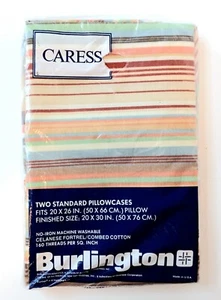 CARESS
TWO STANDARD PILLOWCASES
FITS 20 X 26 IN. (50 X 66 CM.) PILLOW
FINISHED SIZE: 20 X 30 IN. (50 X 76 CM.)
NO-IRON MACHINE WASHABLE
CELANESE FORTREL/COMBED COTTON
180 THREADS PER SQ. INCH
Burlington